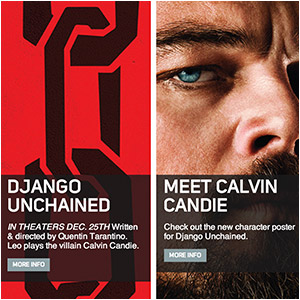 DJANGO
UNCHAINED
IN THEATERS DEC. 25TH Written
& directed by Quentin Tarantino.
Leo plays the villain Calvin Candie.
MORE INFO
MEET CALVIN
CANDIE
Check out the new character poster
for Django Unchained.
MORE INFO